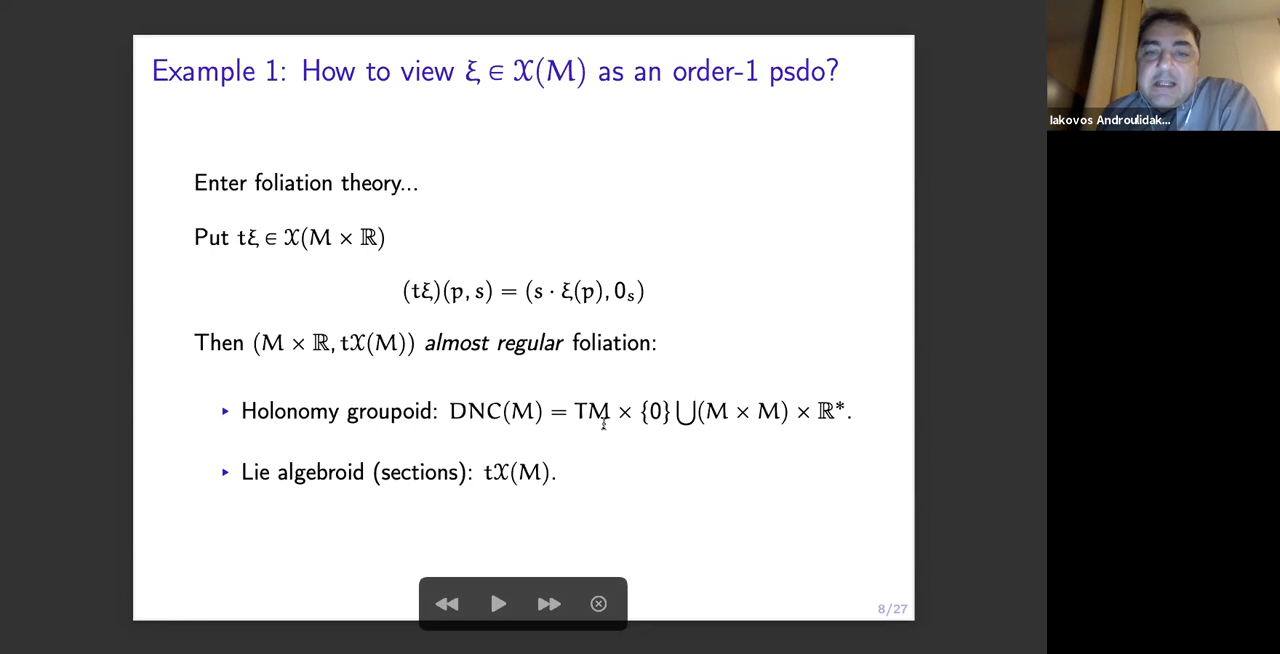 Example 1: How to view ξ ∈ 𝔛(M) as an order-1 psdo?
Enter foliation theory...
Put tξ ∈ 𝔛(M × ℝ)
(tξ)(p, s) = (s · ξ(p), 0ₛ)
Then (M × ℝ, t𝔛(M)) almost regular foliation:
▸ Holonomy groupoid: DNC(M) = TM × {0} ⋃(M × M) × ℝ*.
▸ Lie algebroid (sections): t𝔛(M).
8/27
Iakovos Androulidak...